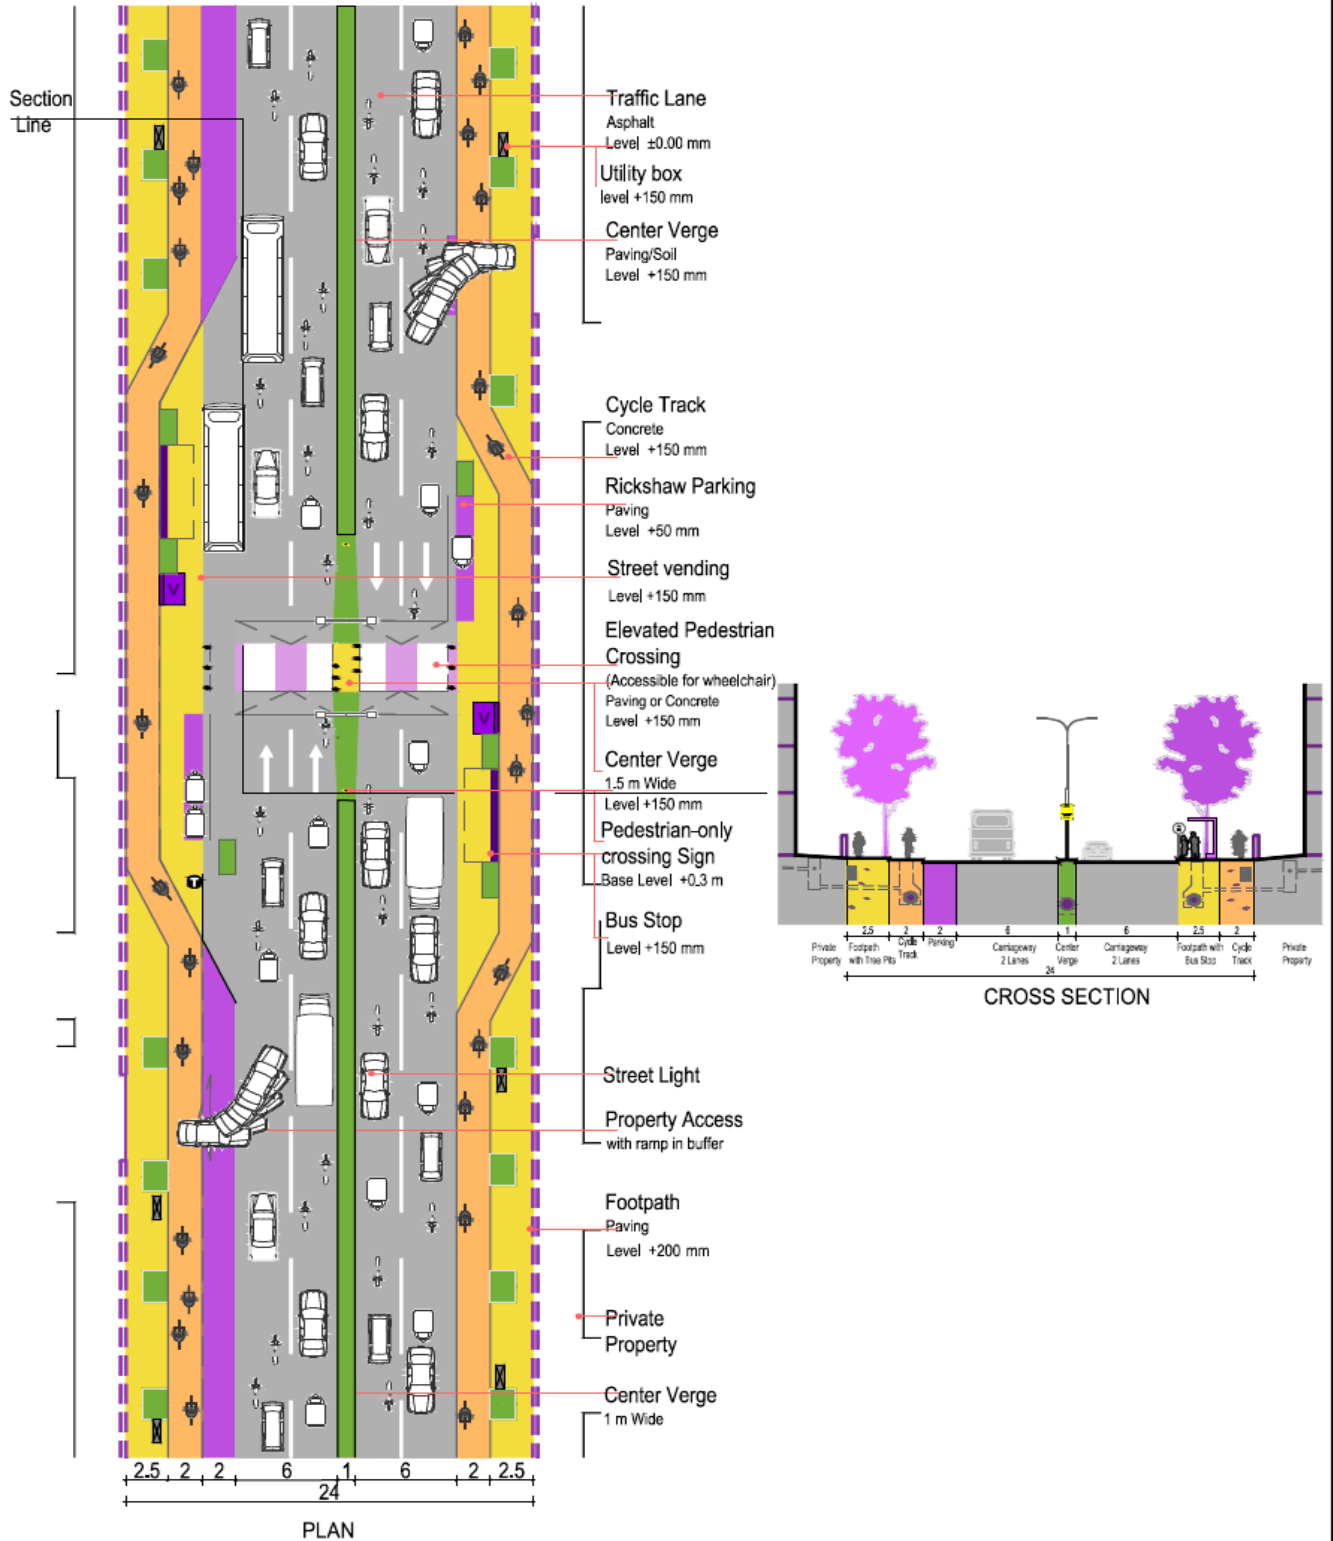 Section
Line
Traffic Lane
Asphalt
Level ±0.00 mm
Utility box
level +150 mm
Center Verge
Paving/Soil
Level +150 mm
Cycle Track
Concrete
Level +150 mm
Rickshaw Parking
Paving
Level +50 mm
Street vending
Level +150 mm
Elevated Pedestrian
Crossing
(Accessible for wheelchair)
Paving or Concrete
Level +150 mm
Center Verge
1.5 m Wide
Level +150 mm
Pedestrian-only
crossing Sign
Base Level +0.3 m
Bus Stop
Level +150 mm
Street Light
Property Access
with ramp in buffer
Footpath
Paving
Level +200 mm
Private
Property
Center Verge
1 m Wide
V
V
2.5 2 2 6 1 6 2 2.5
24
PLAN
2.5 2 2 6 1 6 2.5 2
Private
Property
Footpath
with Tree Pits
Cycle
Track
Parking
Carriageway
2 Lanes
Center
Verge
Carriageway
2 Lanes
Footpath with
Bus Stop
Cycle
Track
Private
Property
24
CROSS SECTION